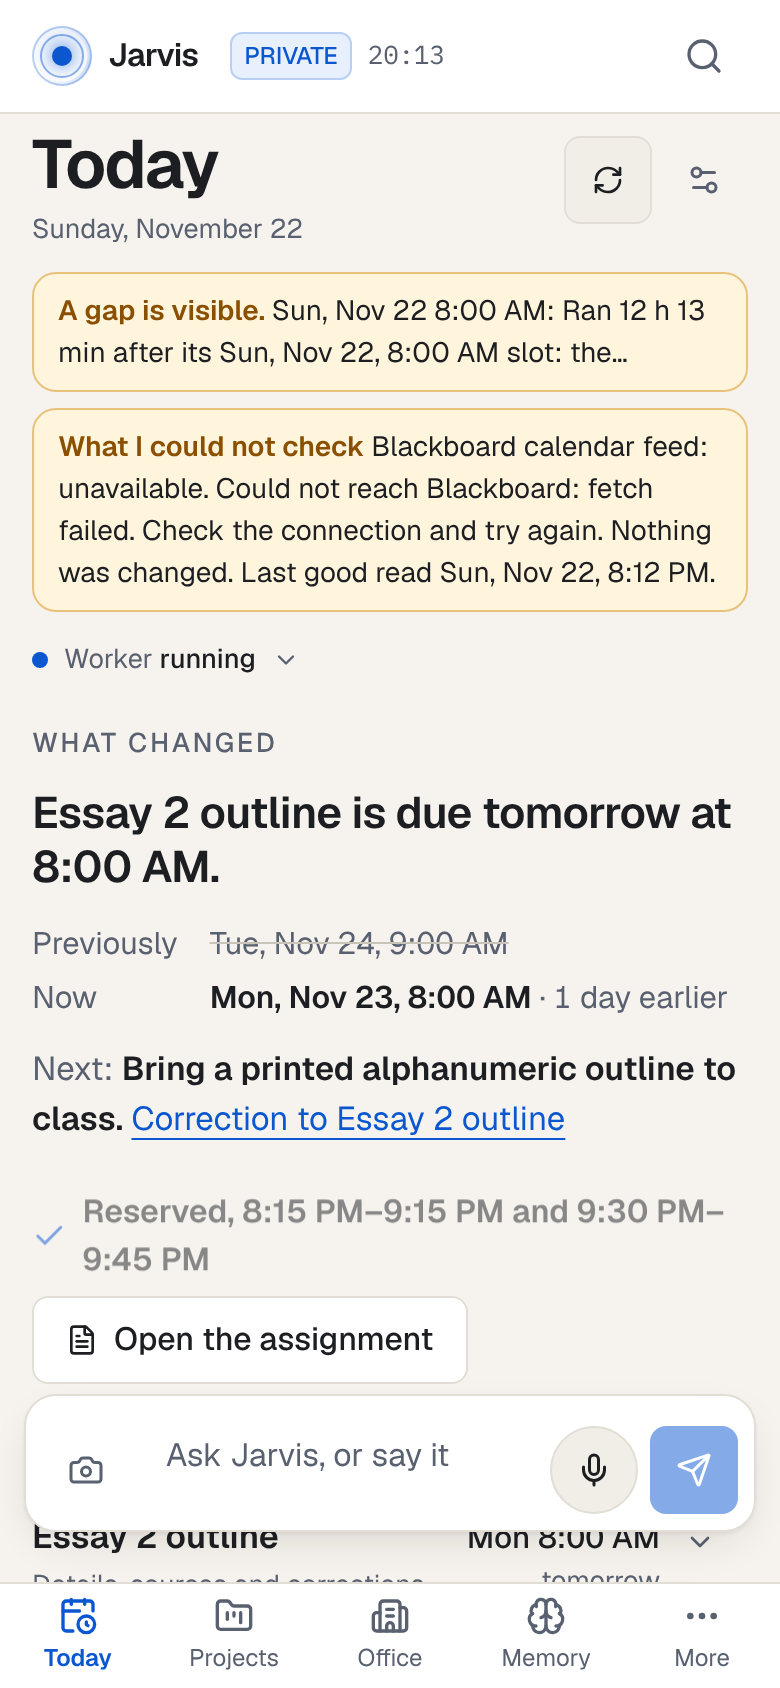 Jarvis PRIVATE 20:13
Today
Sunday, November 22
A gap is visible. Sun, Nov 22 8:00 AM: Ran 12 h 13
min after its Sun, Nov 22, 8:00 AM slot: the…
What I could not check Blackboard calendar feed:
unavailable. Could not reach Blackboard: fetch
failed. Check the connection and try again. Nothing
was changed. Last good read Sun, Nov 22, 8:12 PM.
Worker running
WHAT CHANGED
Essay 2 outline is due tomorrow at
8:00 AM.
Previously Tue, Nov 24, 9:00 AM
Now Mon, Nov 23, 8:00 AM · 1 day earlier
Next: Bring a printed alphanumeric outline to
class. Correction to Essay 2 outline
Reserved, 8:15 PM–9:15 PM and 9:30 PM–
9:45 PM
Open the assignment
Ask Jarvis, or say it
Essay 2 outline Mon 8:00 AM
Details, sources and corrections tomorrow
Today Projects Office Memory More